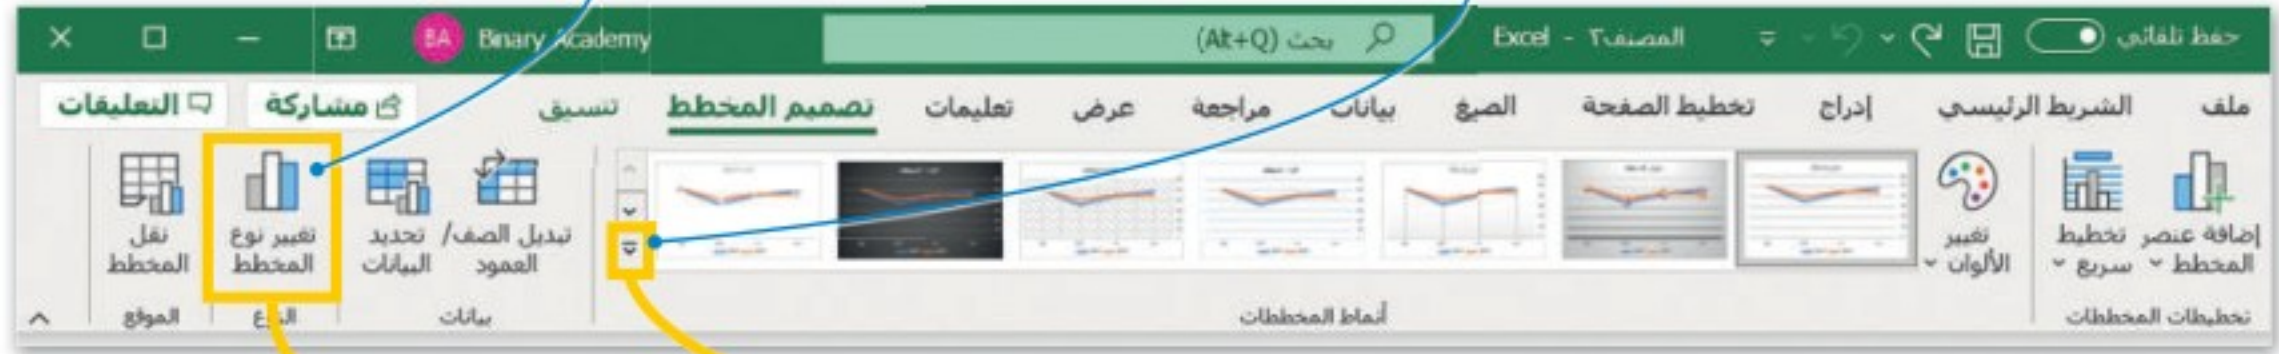 حفظ تلقائي
المصنف٢ - Excel
بحث (Alt+Q)
Binary Academy
BA
ملف
الشريط الرئيسي
إدراج
تخطيط الصفحة
الصيغ
بيانات
مراجعة
عرض
تعليمات
تصميم المخطط
تنسيق
مشاركة
التعليقات
إضافة عنصر
المخطط
تخطيط
سريع
تغيير
الألوان
تبديل الصف/
العمود
تحديد
البيانات
تغيير نوع
المخطط
نقل
المخطط
تخطيطات المخططات
أنماط المخططات
بيانات
النوع
الموقع